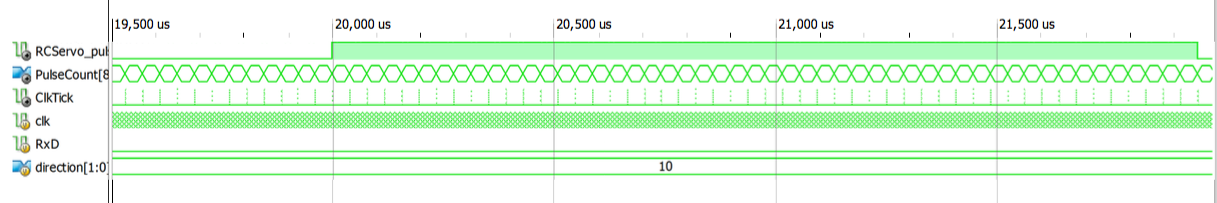 19,500 us 20,000 us 20,500 us 21,000 us 21,500 us
RCServo_pul
PulseCount[8
ClkTick
clk
RxD
direction[1:0] 10